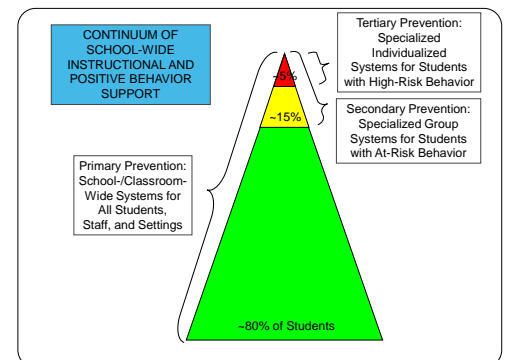 CONTINUUM OF
SCHOOL-WIDE
INSTRUCTIONAL AND
POSITIVE BEHAVIOR
SUPPORT
Tertiary Prevention:
Specialized
Individualized
Systems for Students
with High-Risk Behavior
~5%
~15%
Secondary Prevention:
Specialized Group
Systems for Students
with At-Risk Behavior
Primary Prevention:
School-/Classroom-
Wide Systems for
All Students,
Staff, and Settings
~80% of Students